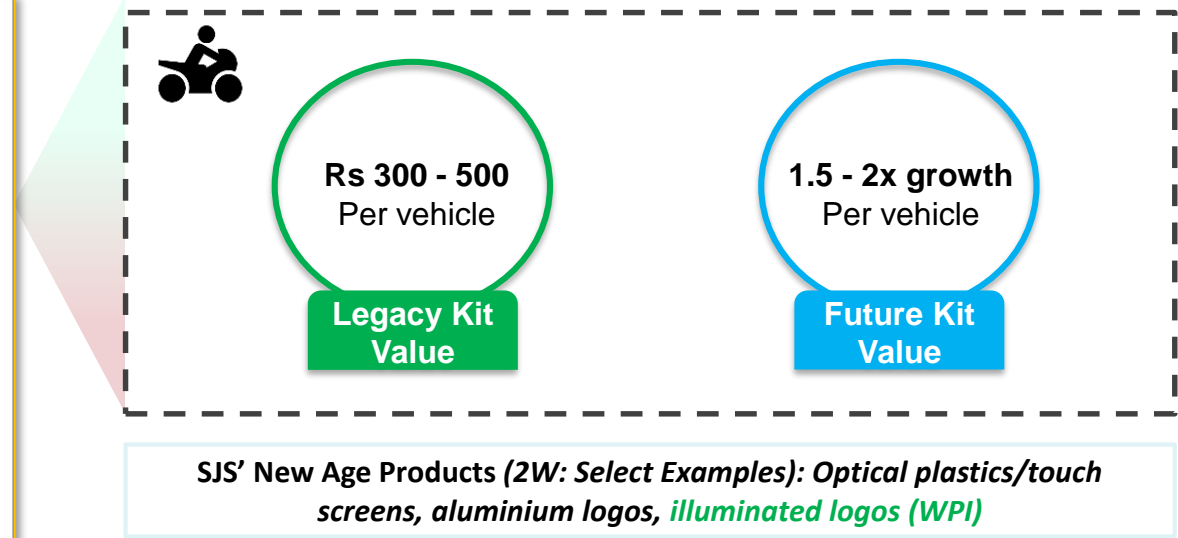 Rs 300 - 500
Per vehicle
Legacy Kit
Value
1.5 - 2x growth
Per vehicle
Future Kit
Value
SJS’ New Age Products (2W: Select Examples): Optical plastics/touch
screens, aluminium logos, illuminated logos (WPI)